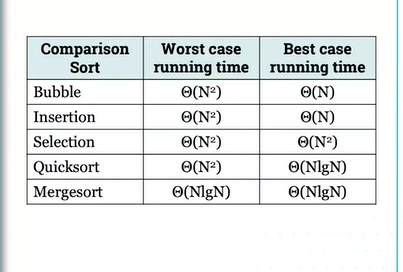 Comparison Sort Worst case running time Best case running time
Bubble Θ(N²) Θ(N)
Insertion Θ(N²) Θ(N)
Selection Θ(N²) Θ(N²)
Quicksort Θ(N²) Θ(NlgN)
Mergesort Θ(NlgN) Θ(NlgN)